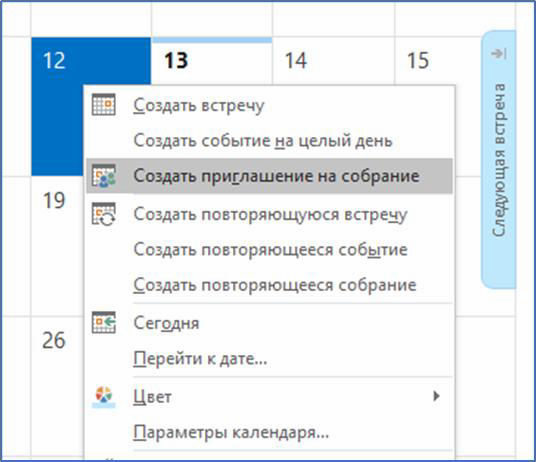 12 13 14 15
Создать встречу
Создать событие на целый день
Создать приглашение на собрание
19
Создать повторяющуюся встречу
Создать повторяющееся событие
Создать повторяющееся собрание
Сегодня
26
Перейти к дате...
Цвет
Параметры календаря...
Следующая встреча